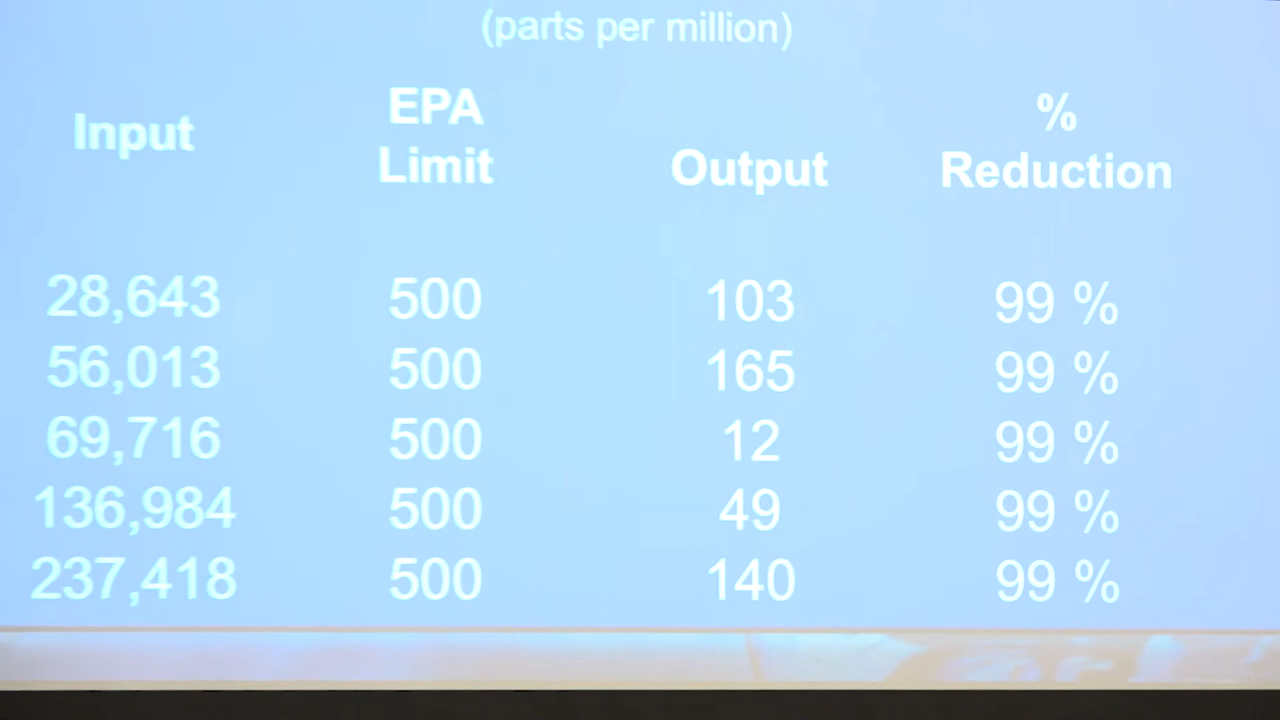 (parts per million)
Input EPA Limit Output % Reduction
28,643 500 103 99 %
56,013 500 165 99 %
69,716 500 12 99 %
136,984 500 49 99 %
237,418 500 140 99 %